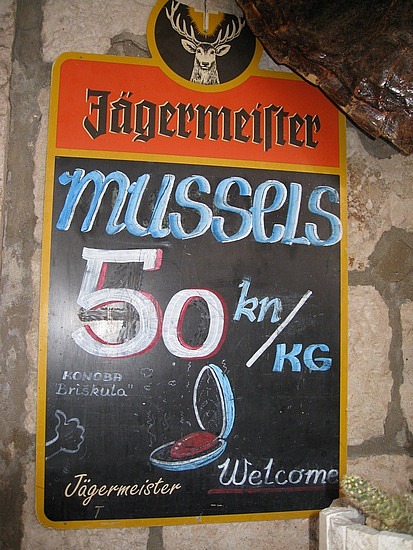 Jägermeiſter
mussels
50 kn/KG
KONOBA
"Briškula"
Welcome
Jägermeister